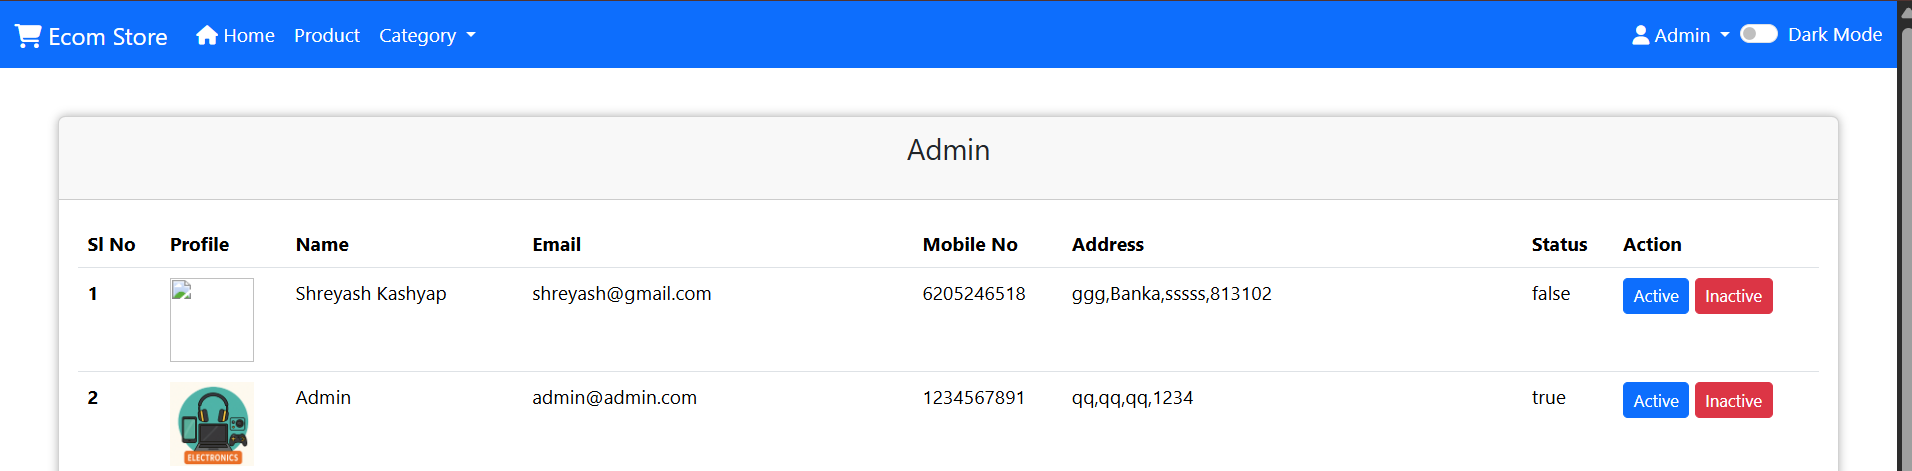 Ecom Store Home Product Category Admin Dark Mode
Admin
Sl No Profile Name Email Mobile No Address Status Action
1 Shreyash Kashyap shreyash@gmail.com 6205246518 ggg,Banka,sssss,813102 false Active Inactive
2 Admin admin@admin.com 1234567891 qq,qq,qq,1234 true Active Inactive
ELECTRONICS